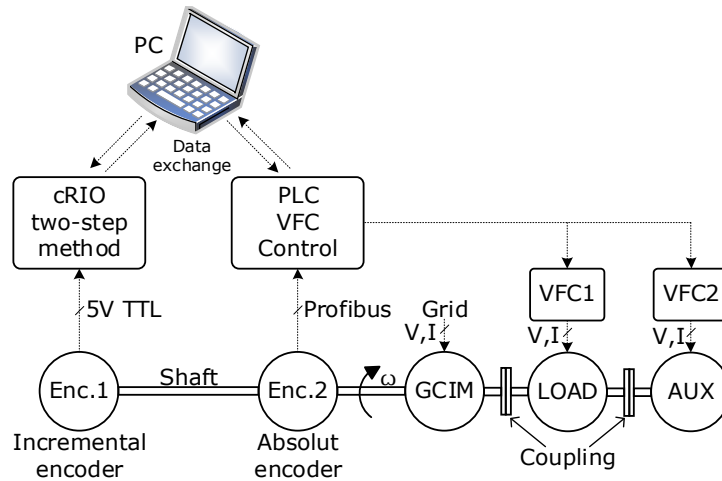 PC
Data
exchange
cRIO
two-step
method
PLC
VFC
Control
VFC1
VFC2
5V TTL
Profibus
Grid
V,I
V,I
V,I
Enc.1
Shaft
Enc.2
ω
GCIM
LOAD
AUX
Incremental
encoder
Absolut
encoder
Coupling